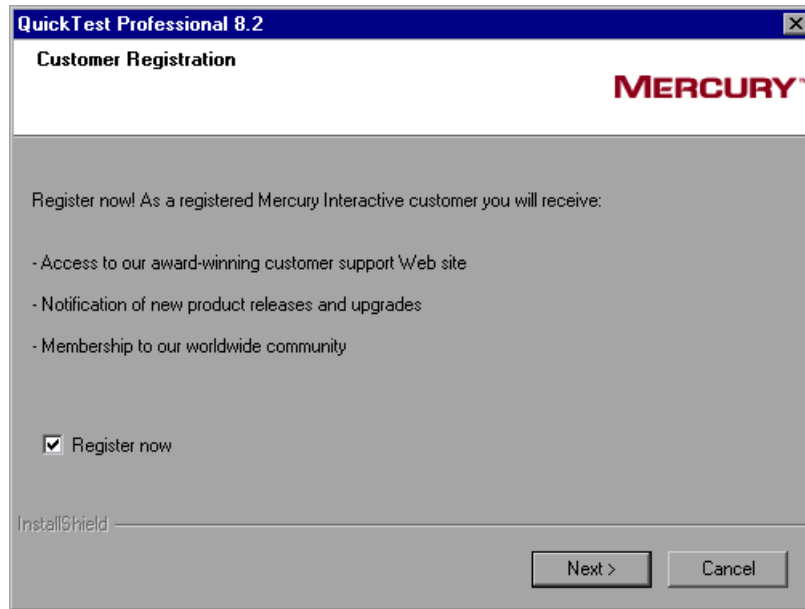 QuickTest Professional 8.2
Customer Registration
MERCURY™
Register now! As a registered Mercury Interactive customer you will receive:
- Access to our award-winning customer support Web site
- Notification of new product releases and upgrades
- Membership to our worldwide community
Register now
InstallShield
Next >
Cancel